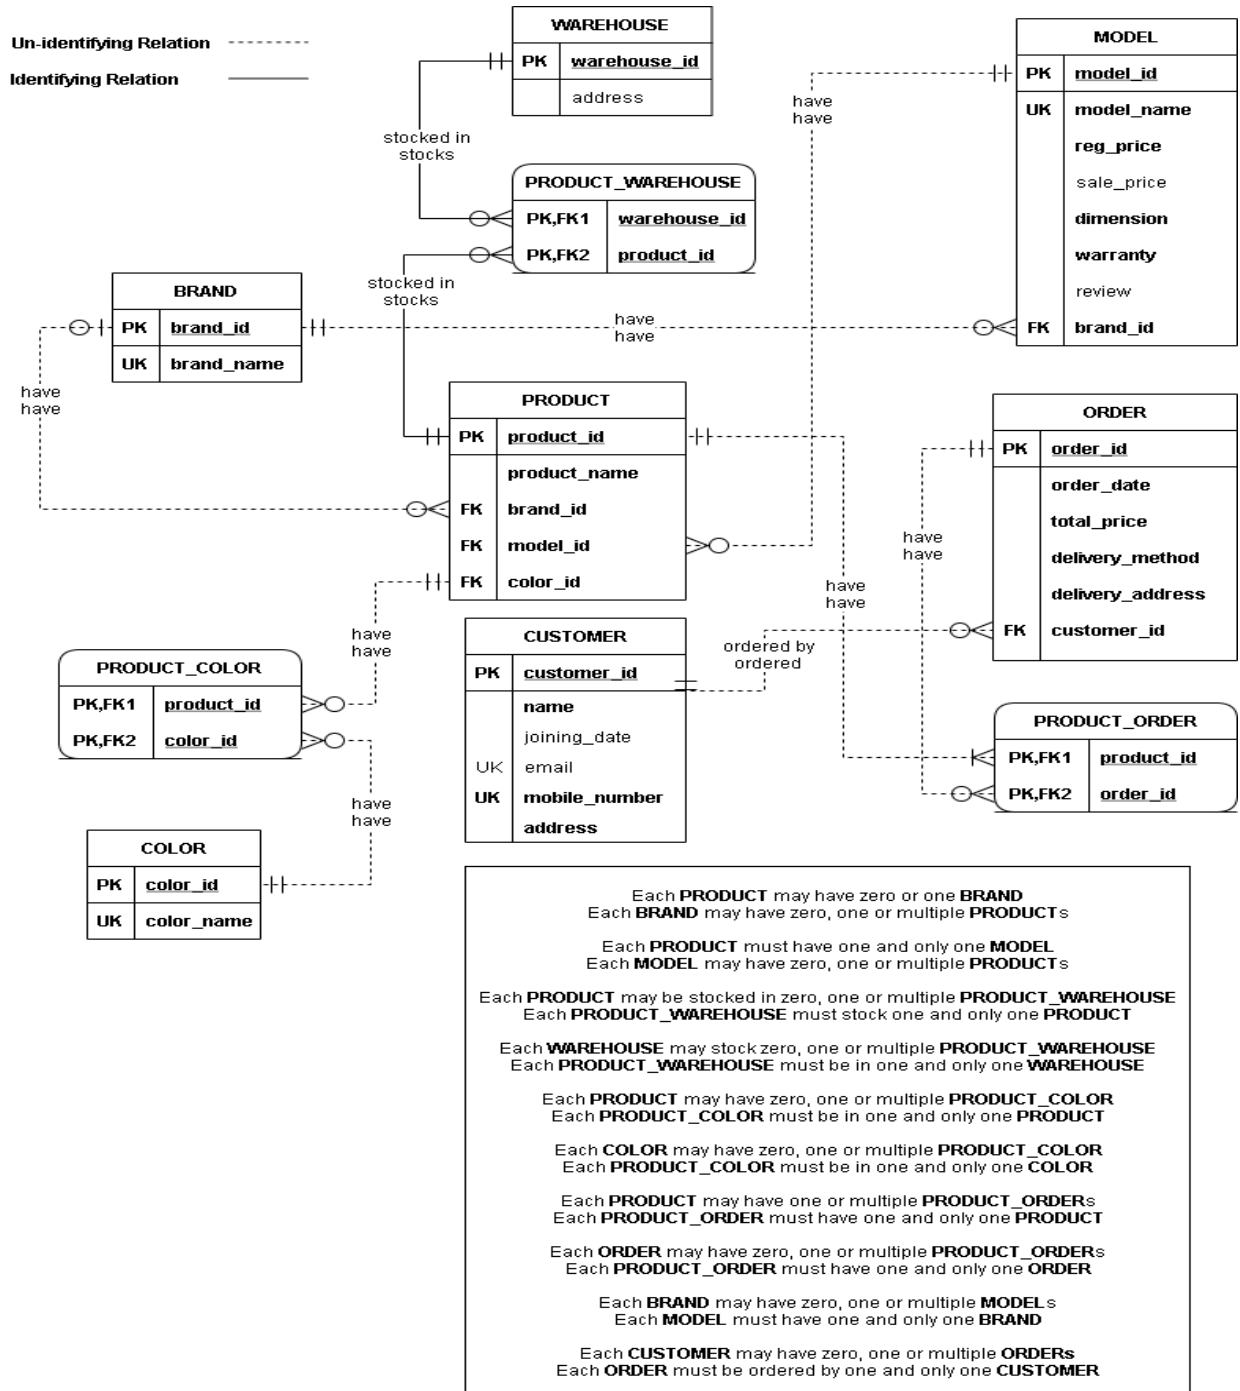 Un-identifying Relation
Identifying Relation
WAREHOUSE
PK warehouse_id
address
MODEL
PK model_id
UK model_name
reg_price
sale_price
dimension
warranty
review
FK brand_id
have
have
stocked in
stocks
PRODUCT_WAREHOUSE
PK,FK1 warehouse_id
PK,FK2 product_id
stocked in
stocks
BRAND
PK brand_id
UK brand_name
have
have
have
have
PRODUCT
PK product_id
product_name
FK brand_id
FK model_id
FK color_id
ORDER
PK order_id
order_date
total_price
delivery_method
delivery_address
FK customer_id
have
have
have
have
have
have
CUSTOMER
PK customer_id
name
joining_date
UK email
UK mobile_number
address
ordered by
ordered
PRODUCT_COLOR
PK,FK1 product_id
PK,FK2 color_id
PRODUCT_ORDER
PK,FK1 product_id
PK,FK2 order_id
have
have
COLOR
PK color_id
UK color_name
Each PRODUCT may have zero or one BRAND
Each BRAND may have zero, one or multiple PRODUCTs
Each PRODUCT must have one and only one MODEL
Each MODEL may have zero, one or multiple PRODUCTs
Each PRODUCT may be stocked in zero, one or multiple PRODUCT_WAREHOUSE
Each PRODUCT_WAREHOUSE must stock one and only one PRODUCT
Each WAREHOUSE may stock zero, one or multiple PRODUCT_WAREHOUSE
Each PRODUCT_WAREHOUSE must be in one and only one WAREHOUSE
Each PRODUCT may have zero, one or multiple PRODUCT_COLOR
Each PRODUCT_COLOR must be in one and only one PRODUCT
Each COLOR may have zero, one or multiple PRODUCT_COLOR
Each PRODUCT_COLOR must be in one and only one COLOR
Each PRODUCT may have one or multiple PRODUCT_ORDERs
Each PRODUCT_ORDER must have one and only one PRODUCT
Each ORDER may have zero, one or multiple PRODUCT_ORDERs
Each PRODUCT_ORDER must have one and only one ORDER
Each BRAND may have zero, one or multiple MODELs
Each MODEL must have one and only one BRAND
Each CUSTOMER may have zero, one or multiple ORDERs
Each ORDER must be ordered by one and only one CUSTOMER